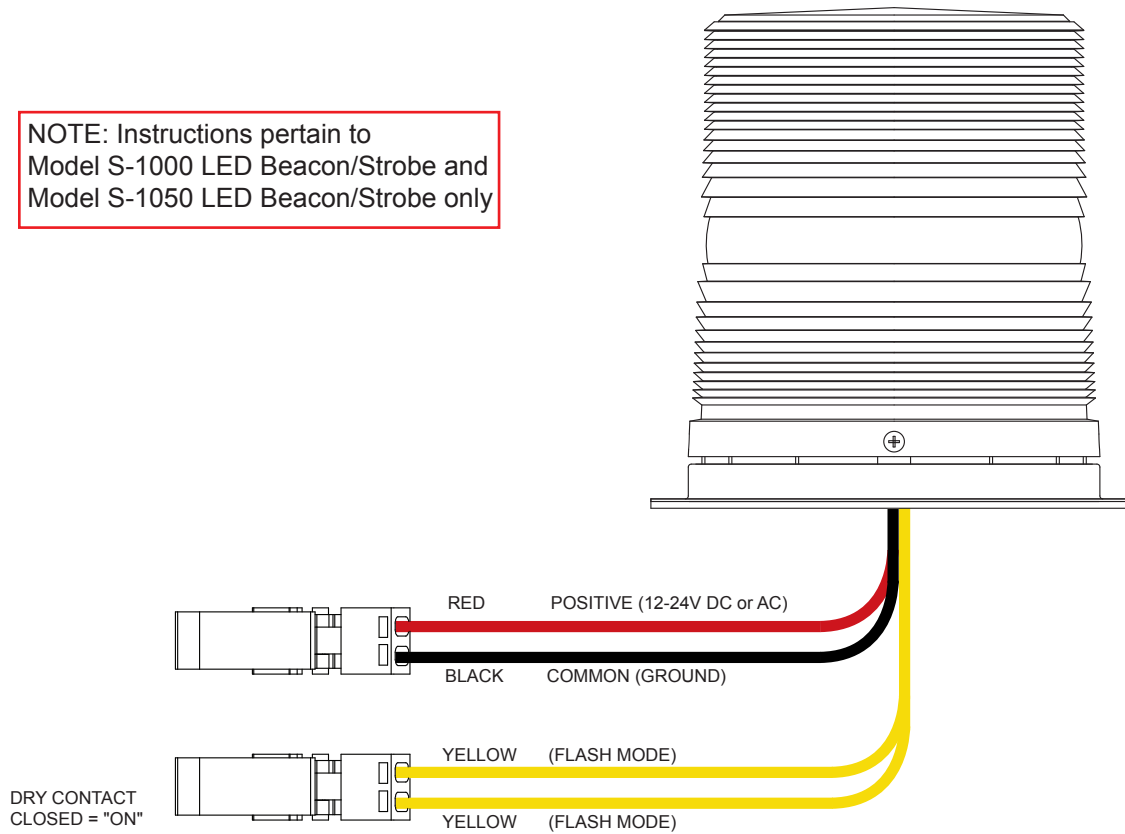 NOTE: Instructions pertain to
Model S-1000 LED Beacon/Strobe and
Model S-1050 LED Beacon/Strobe only
RED POSITIVE (12-24V DC or AC)
BLACK COMMON (GROUND)
YELLOW (FLASH MODE)
DRY CONTACT
CLOSED = "ON"
YELLOW (FLASH MODE)